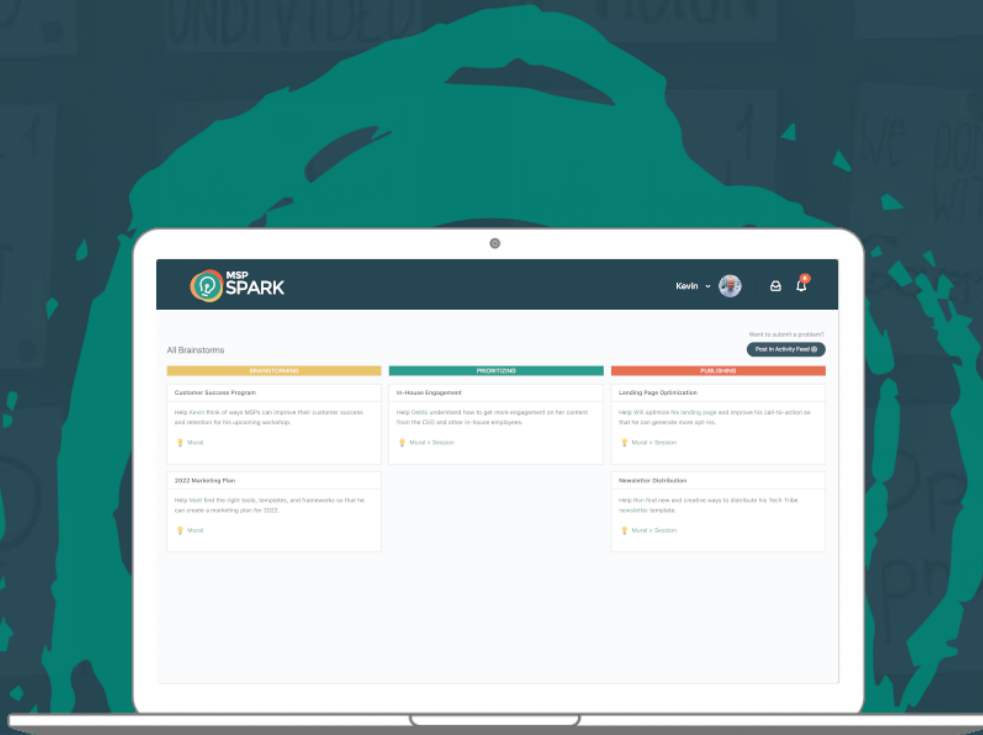 UNDIVIDED
MSP
SPARK
Kevin
Want to submit a problem?
Post in Activity Feed
All Brainstorms
BRAINSTORMING
PRIORITIZING
PUBLISHING
Customer Success Program
Help Kevin think of ways MSPs can improve their customer success
and retention for his upcoming workshop.
Mural
In-House Engagement
Help Debbi understand how to get more engagement on her content
from the CEO and other in-house employees.
Mural + Session
Landing Page Optimization
Help Will optimize his landing page and improve his call-to-action so
that he can generate more opt-ins.
Mural + Session
2022 Marketing Plan
Help Matt find the right tools, templates, and frameworks so that he
can create a marketing plan for 2022.
Mural
Newsletter Distribution
Help Ron find new and creative ways to distribute his Tech Tribe
newsletter template.
Mural + Session